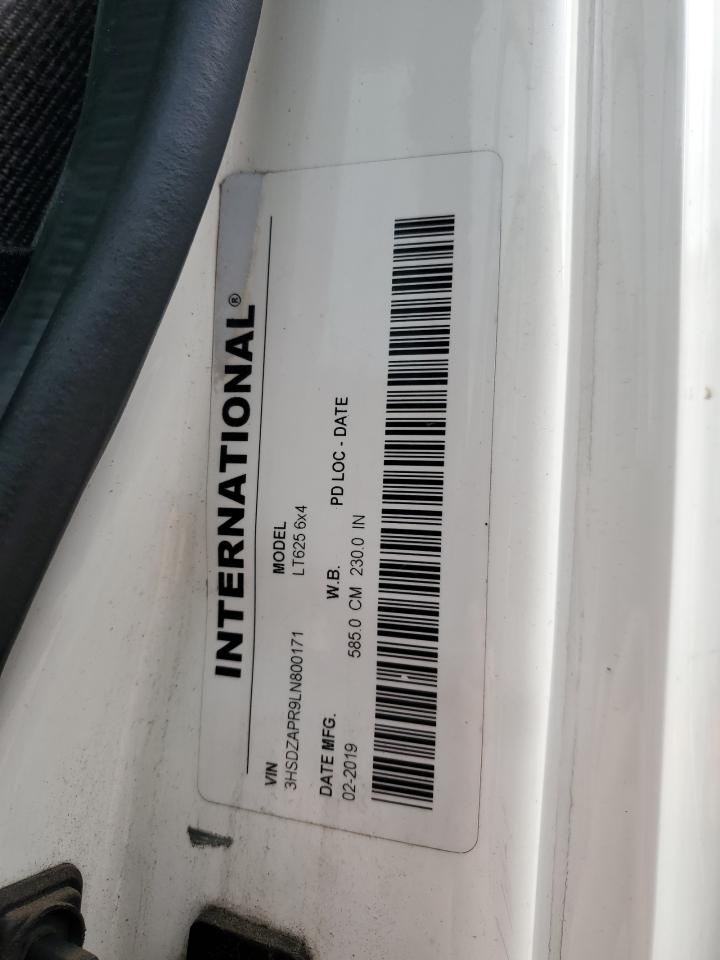 INTERNATIONAL®
VIN MODEL
3HSDZAPR9LN800171 LT625 6x4
DATE MFG. W.B. PD LOC - DATE
02-2019 585.0 CM 230.0 IN